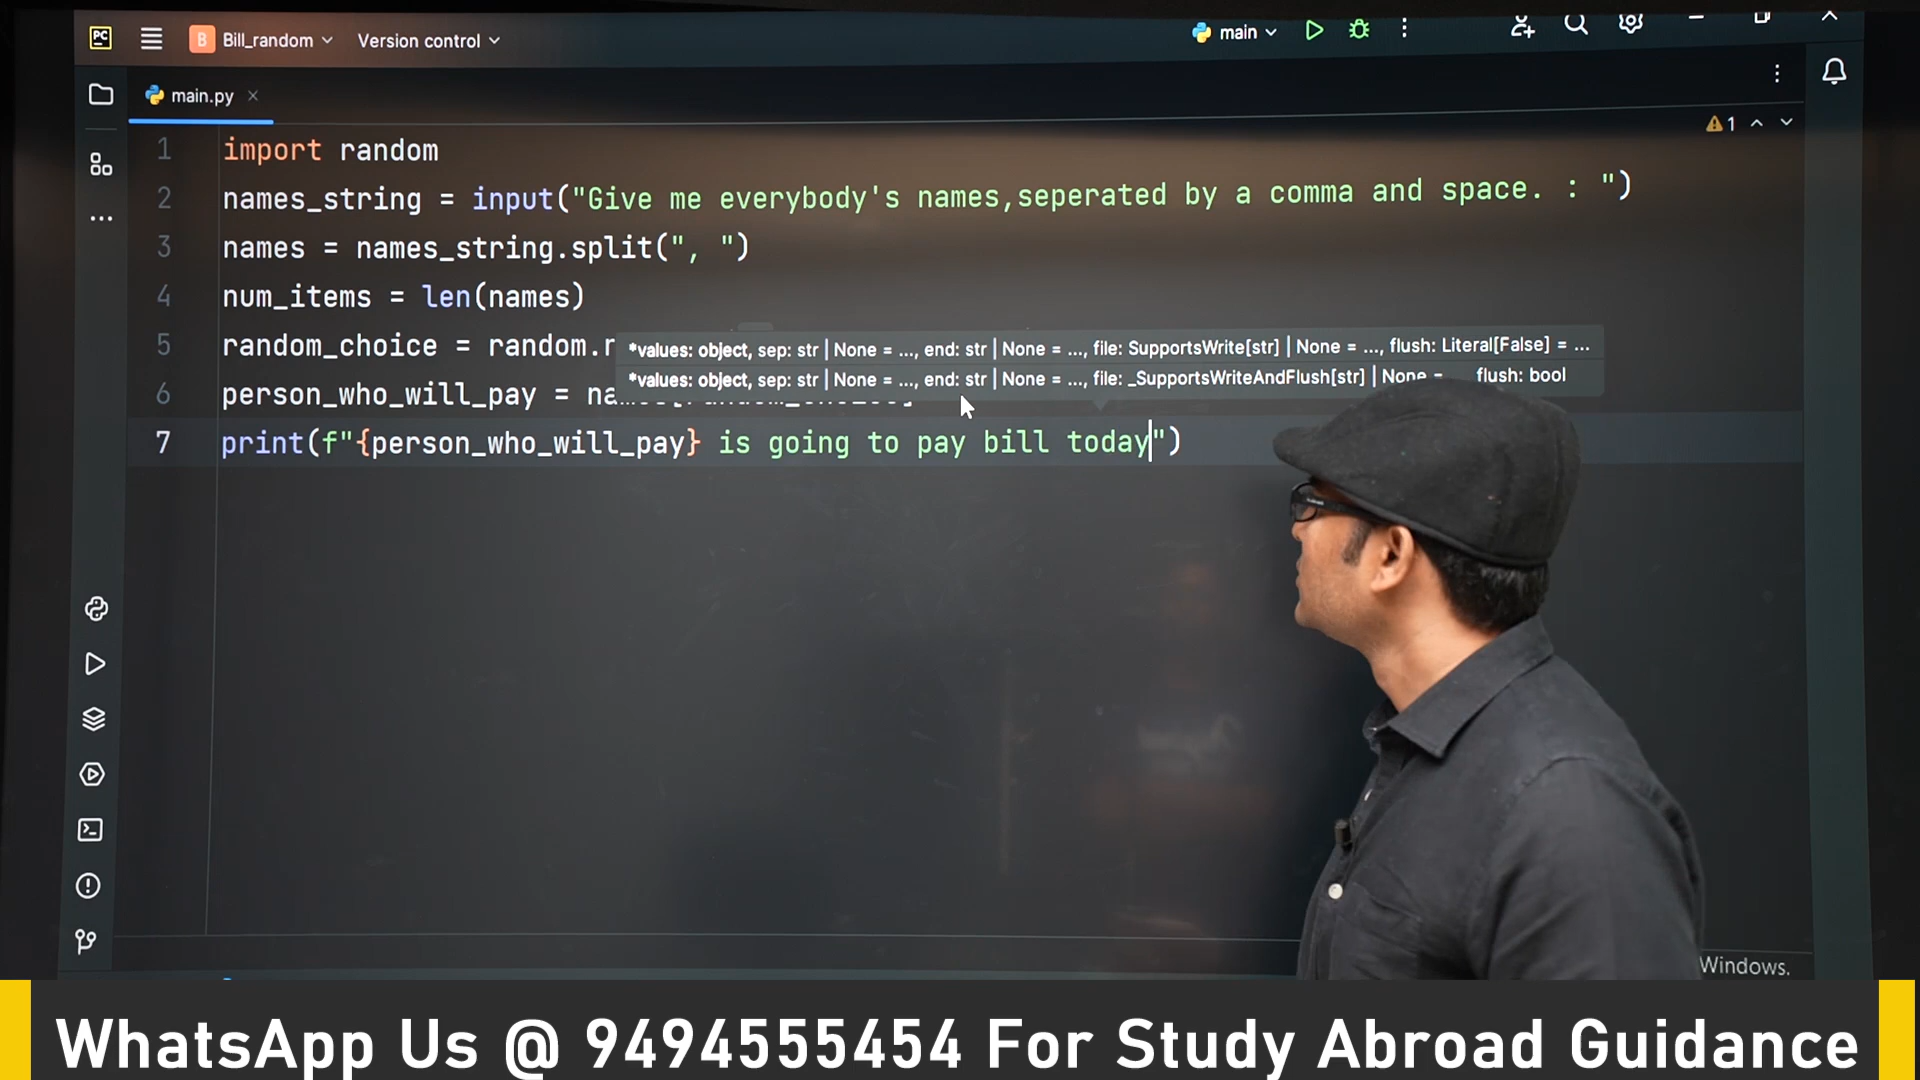 PC B Bill_random Version control main
main.py
1
1 import random
2 names_string = input("Give me everybody's names,seperated by a comma and space. : ")
3 names = names_string.split(", ")
4 num_items = len(names)
5 random_choice = random.r
*values: object, sep: str | None = ..., end: str | None = ..., file: SupportsWrite[str] | None = ..., flush: Literal[False] = ...
*values: object, sep: str | None = ..., end: str | None = ..., file: _SupportsWriteAndFlush[str] | None = flush: bool
6 person_who_will_pay = names[random_choice]
7 print(f"{person_who_will_pay} is going to pay bill today")
Windows.
WhatsApp Us @ 9494555454 For Study Abroad Guidance